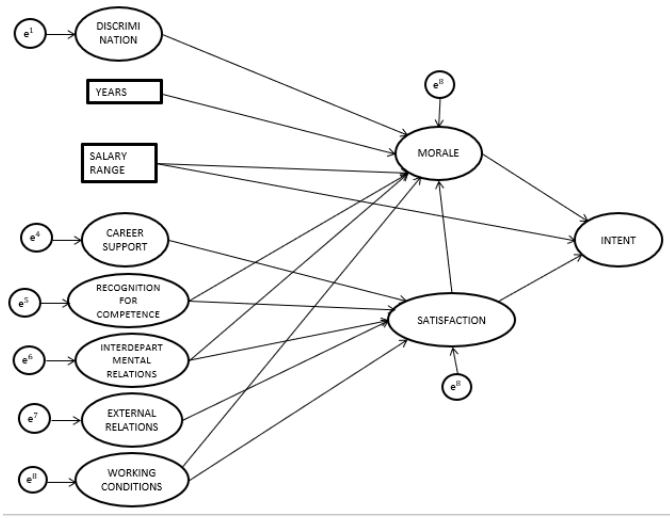 e¹
DISCRIMI
NATION
YEARS
e⁸
MORALE
SALARY
RANGE
e⁴
CAREER
SUPPORT
INTENT
e⁵
RECOGNITION
FOR
COMPETENCE
SATISFACTION
e⁶
INTERDEPART
MENTAL
RELATIONS
e⁸
e⁷
EXTERNAL
RELATIONS
e⁸
WORKING
CONDITIONS